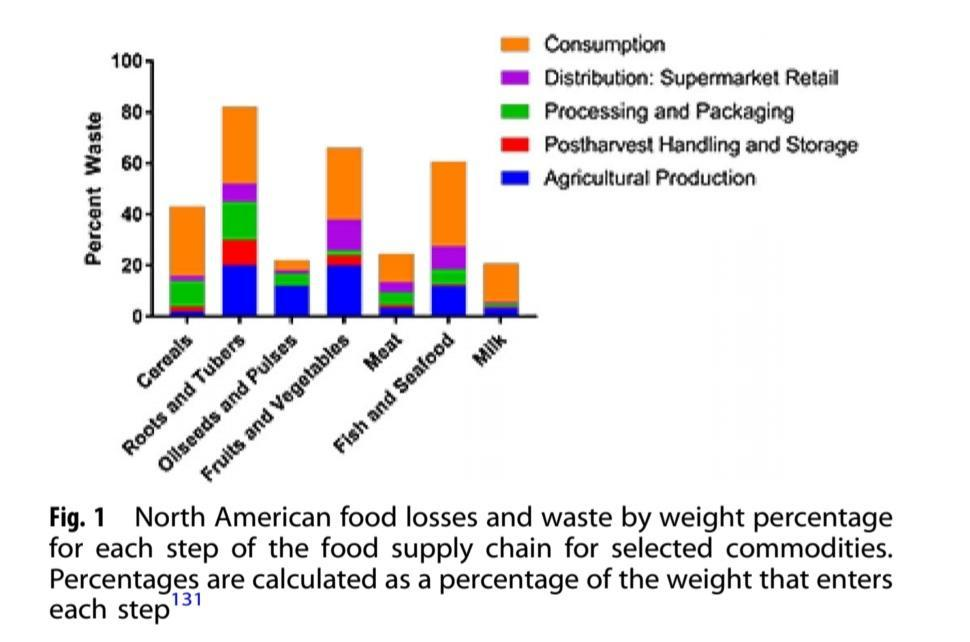 Consumption
Distribution: Supermarket Retail
Processing and Packaging
Postharvest Handling and Storage
Agricultural Production
Percent Waste
100
80
60
40
20
0
Cereals
Roots and Tubers
Oilseeds and Pulses
Fruits and Vegetables
Meat
Fish and Seafood
Milk
Fig. 1 North American food losses and waste by weight percentage
for each step of the food supply chain for selected commodities.
Percentages are calculated as a percentage of the weight that enters
each step131